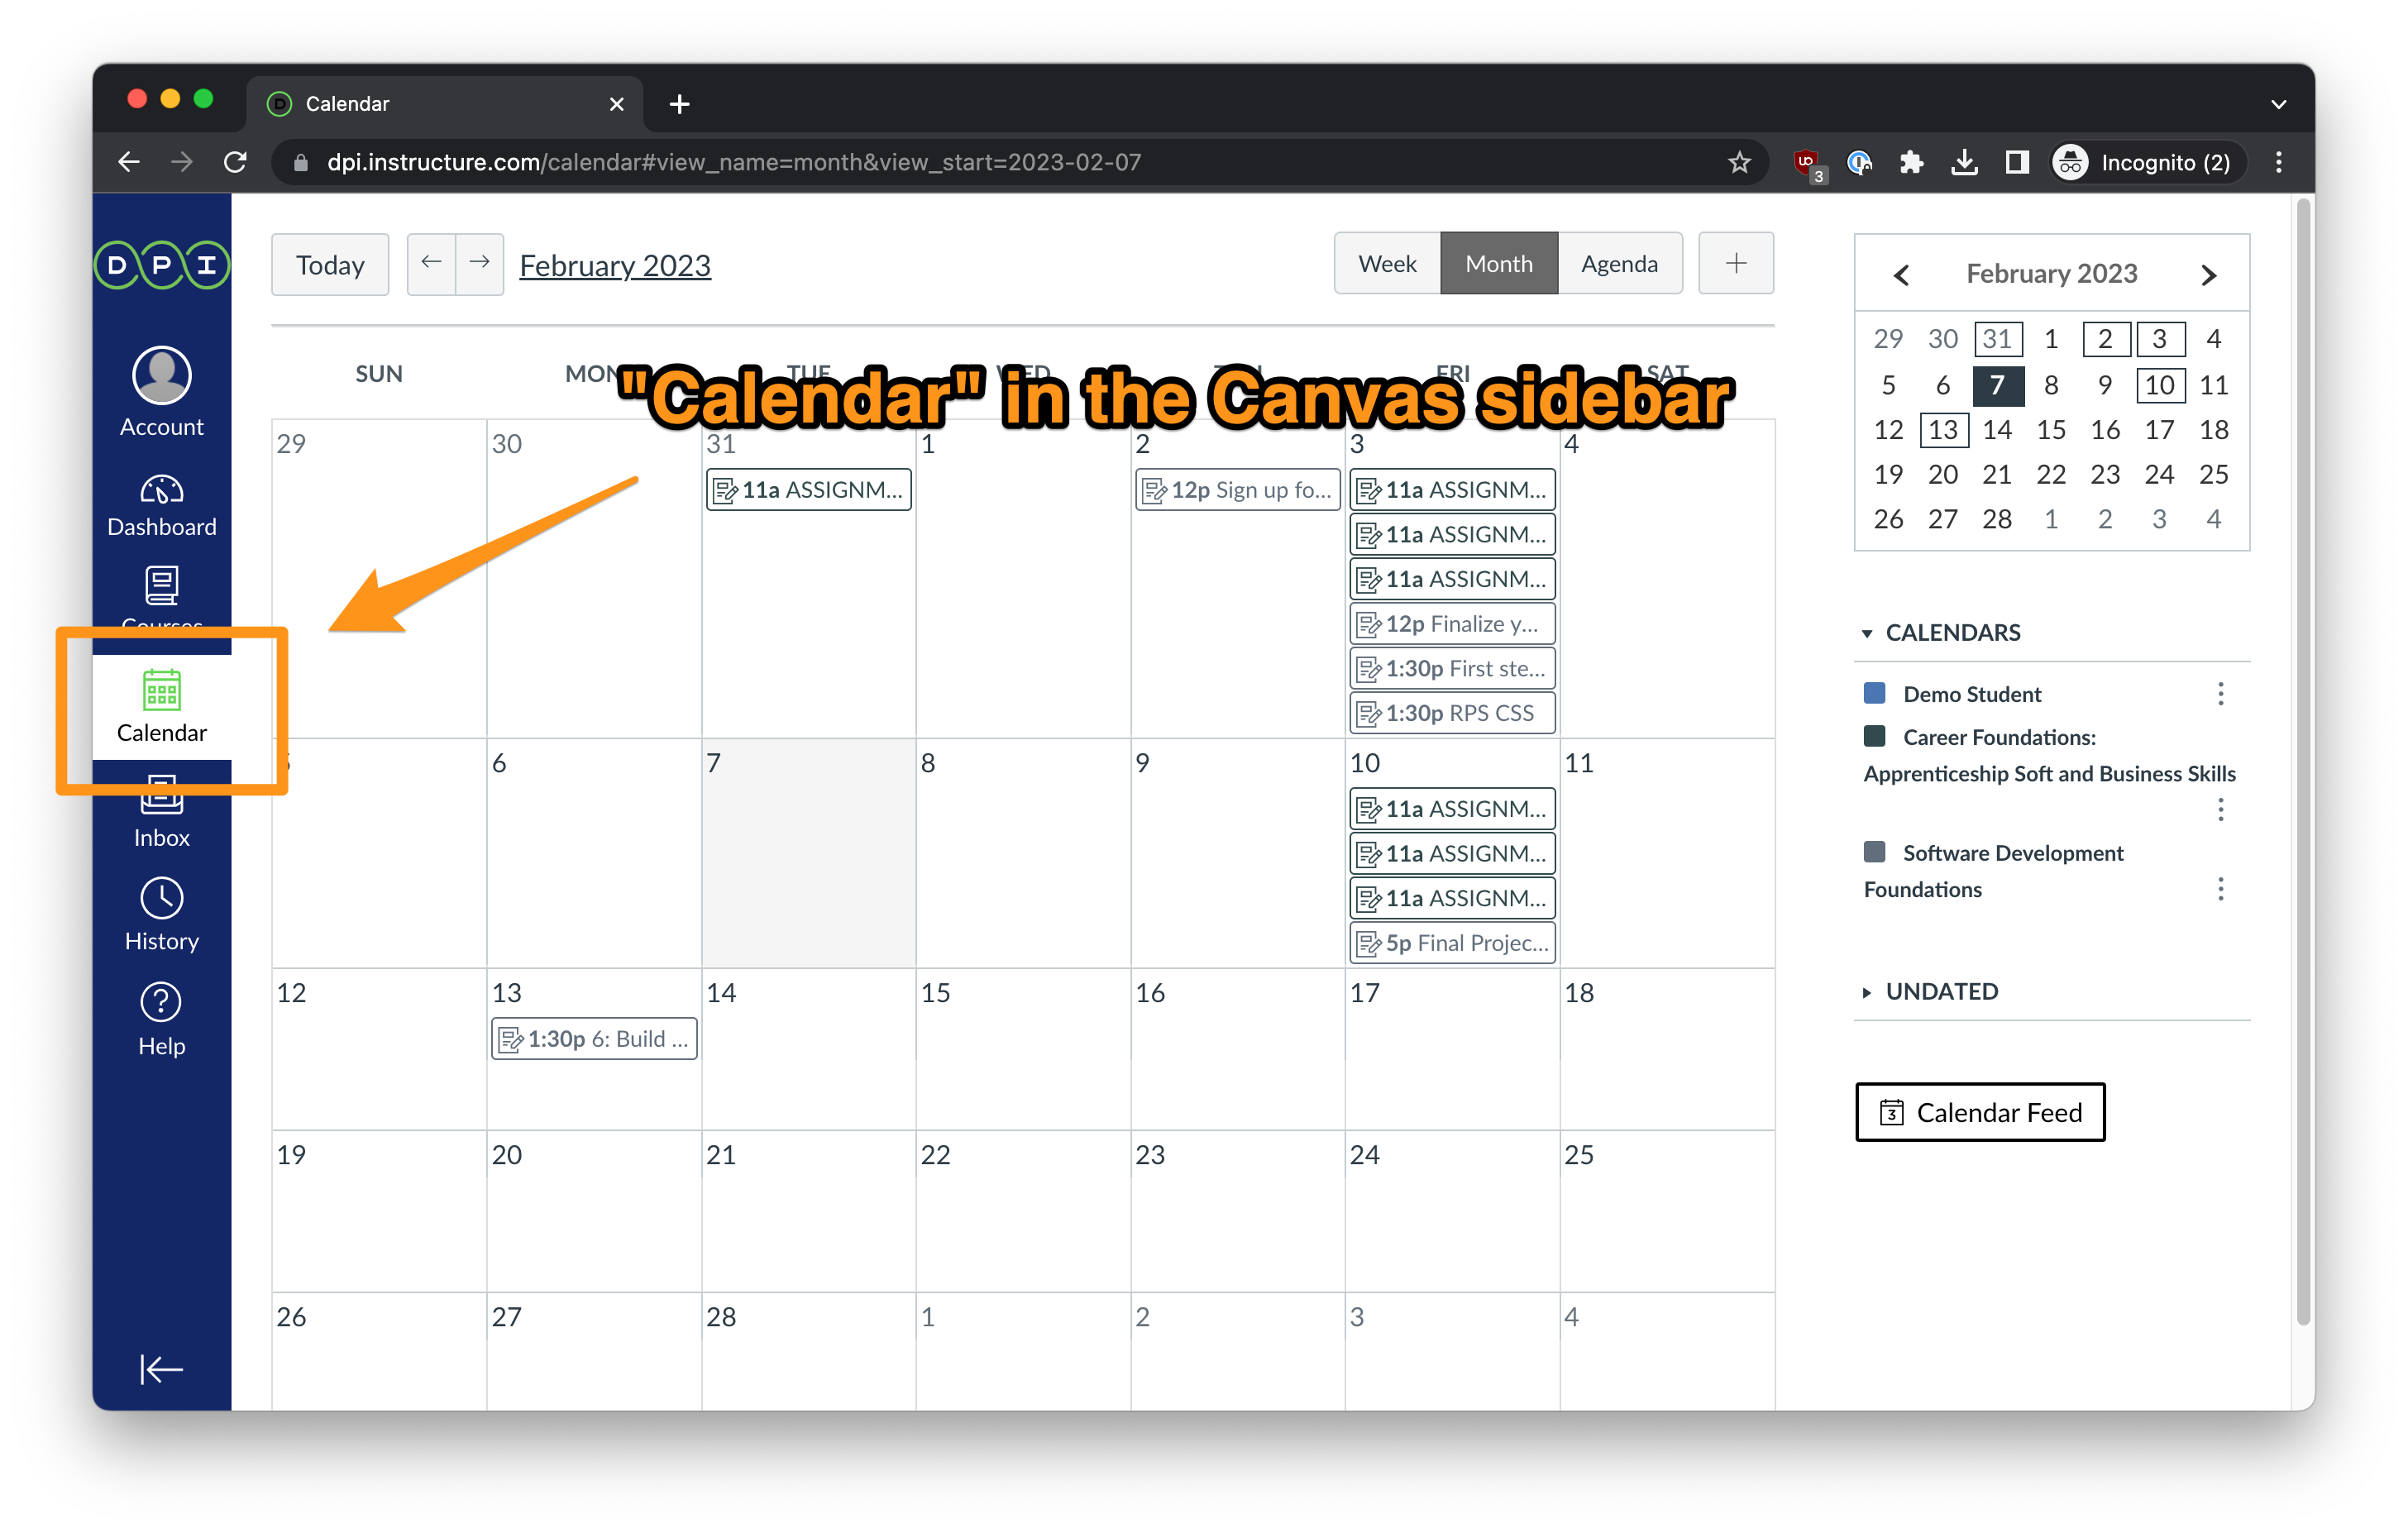 Calendar
dpi.instructure.com/calendar#view_name=month&view_start=2023-02-07
3
Incognito (2)
DPI
Account
Dashboard
Courses
Calendar
Inbox
History
Help
Today
February 2023
Week
Month
Agenda
"Calendar" in the Canvas sidebar
SUN MON TUE WED THU FRI SAT
29 30 31 1 2 3 4
11a ASSIGNM...
12p Sign up fo...
11a ASSIGNM...
11a ASSIGNM...
11a ASSIGNM...
12p Finalize y...
1:30p First ste...
1:30p RPS CSS
5 6 7 8 9 10 11
11a ASSIGNM...
11a ASSIGNM...
11a ASSIGNM...
5p Final Projec...
12 13 14 15 16 17 18
1:30p 6: Build ...
19 20 21 22 23 24 25
26 27 28 1 2 3 4
February 2023
29 30 31 1 2 3 4
5 6 7 8 9 10 11
12 13 14 15 16 17 18
19 20 21 22 23 24 25
26 27 28 1 2 3 4
CALENDARS
Demo Student
Career Foundations:
Apprenticeship Soft and Business Skills
Software Development
Foundations
UNDATED
3 Calendar Feed